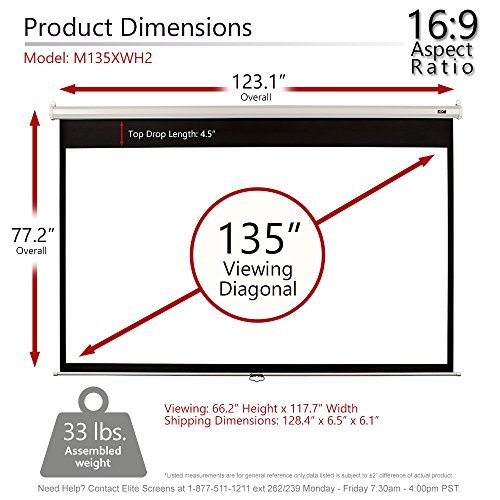 Product Dimensions
16:9
Aspect
Ratio
Model: M135XWH2
123.1"
Overall
Top Drop Length: 4.5"
77.2"
Overall
135"
Viewing
Diagonal
33 lbs.
Assembled
weight
Viewing: 66.2" Height x 117.7" Width
Shipping Dimensions: 128.4" x 6.5" x 6.1"
*Listed measurements are for general reference only,data listed is subject to ±2" difference of actual product
Need Help? Contact Elite Screens at 1-877-511-1211 ext 262/239 Monday - Friday 7:30am - 4:00pm PST.